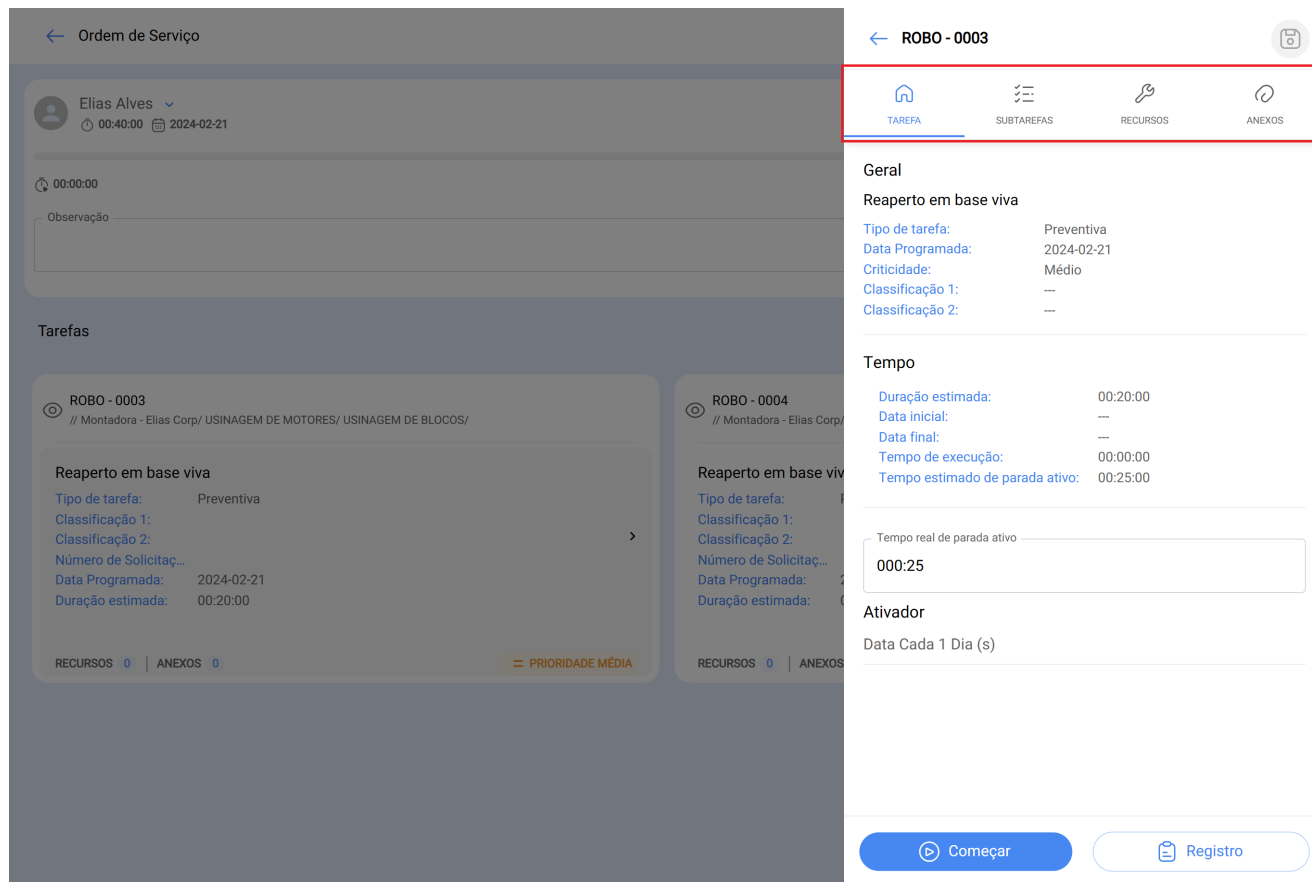 Ordem de Serviço
Elias Alves
00:40:00 2024-02-21
00:00:00
Observação
Tarefas
ROBO - 0003
// Montadora - Elias Corp/ USINAGEM DE MOTORES/ USINAGEM DE BLOCOS/
Reaperto em base viva
Tipo de tarefa: Preventiva
Classificação 1:
Classificação 2:
Número de Solicitaç...
Data Programada: 2024-02-21
Duração estimada: 00:20:00
RECURSOS 0 | ANEXOS 0 = PRIORIDADE MÉDIA
ROBO - 0004
// Montadora - Elias Corp/
Reaperto em base viv
Tipo de tarefa:
Classificação 1:
Classificação 2:
Número de Solicitaç...
Data Programada:
Duração estimada:
RECURSOS 0 | ANEXOS
ROBO - 0003
TAREFA SUBTAREFAS RECURSOS ANEXOS
Geral
Reaperto em base viva
Tipo de tarefa: Preventiva
Data Programada: 2024-02-21
Criticidade: Médio
Classificação 1: ---
Classificação 2: ---
Tempo
Duração estimada: 00:20:00
Data inicial: ---
Data final: ---
Tempo de execução: 00:00:00
Tempo estimado de parada ativo: 00:25:00
Tempo real de parada ativo
000:25
Ativador
Data Cada 1 Dia (s)
Começar Registro